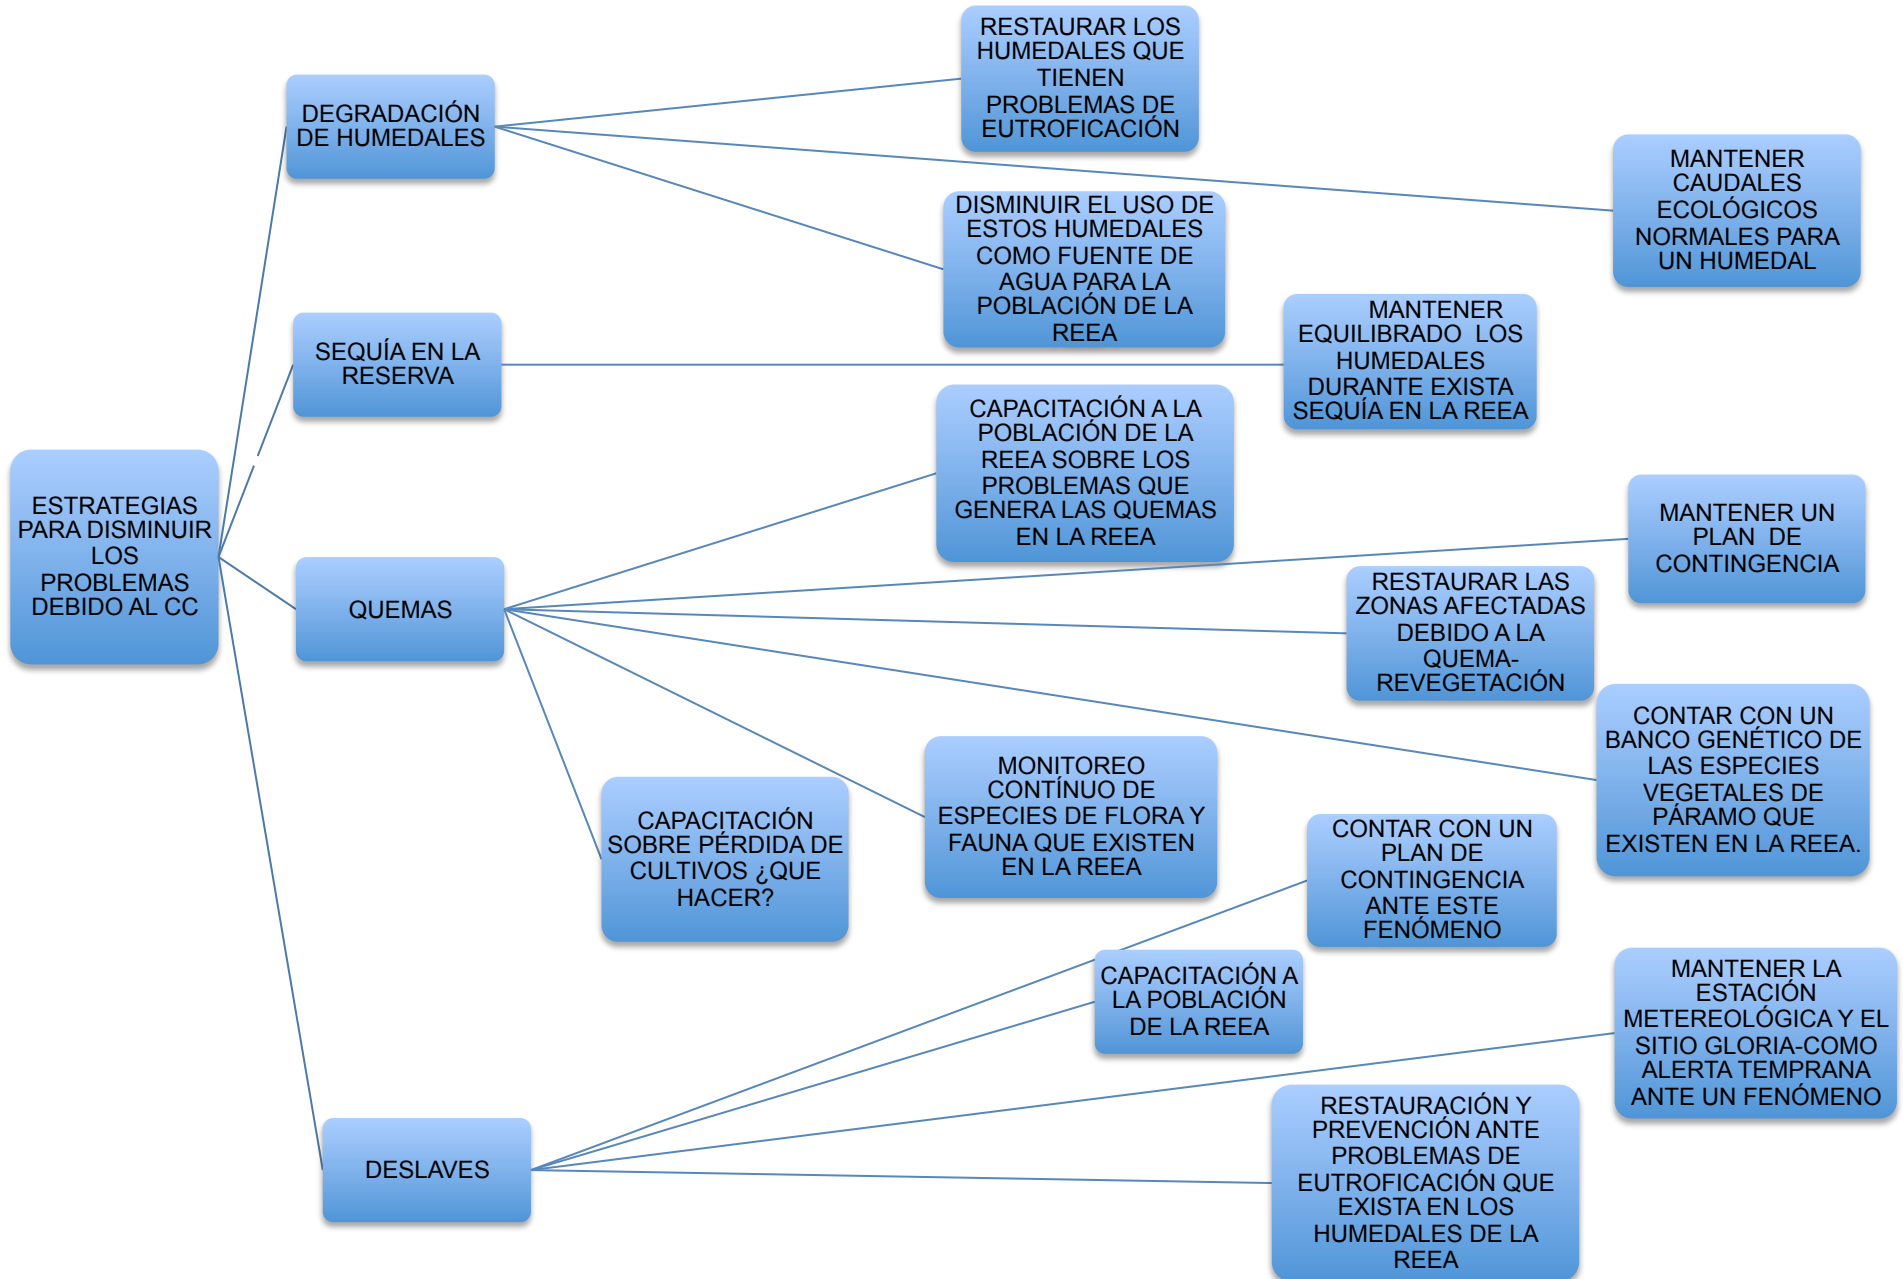 ESTRATEGIAS
PARA DISMINUIR
LOS
PROBLEMAS
DEBIDO AL CC
DEGRADACIÓN
DE HUMEDALES
RESTAURAR LOS
HUMEDALES QUE
TIENEN
PROBLEMAS DE
EUTROFICACIÓN
MANTENER
CAUDALES
ECOLÓGICOS
NORMALES PARA
UN HUMEDAL
DISMINUIR EL USO DE
ESTOS HUMEDALES
COMO FUENTE DE
AGUA PARA LA
POBLACIÓN DE LA
REEA
SEQUÍA EN LA
RESERVA
MANTENER
EQUILIBRADO LOS
HUMEDALES
DURANTE EXISTA
SEQUÍA EN LA REEA
QUEMAS
CAPACITACIÓN A LA
POBLACIÓN DE LA
REEA SOBRE LOS
PROBLEMAS QUE
GENERA LAS QUEMAS
EN LA REEA
MANTENER UN
PLAN DE
CONTINGENCIA
RESTAURAR LAS
ZONAS AFECTADAS
DEBIDO A LA
QUEMA-
REVEGETACIÓN
CONTAR CON UN
BANCO GENÉTICO DE
LAS ESPECIES
VEGETALES DE
PÁRAMO QUE
EXISTEN EN LA REEA.
MONITOREO
CONTÍNUO DE
ESPECIES DE FLORA Y
FAUNA QUE EXISTEN
EN LA REEA
CAPACITACIÓN
SOBRE PÉRDIDA DE
CULTIVOS ¿QUE
HACER?
DESLAVES
CONTAR CON UN
PLAN DE
CONTINGENCIA
ANTE ESTE
FENÓMENO
CAPACITACIÓN A
LA POBLACIÓN
DE LA REEA
MANTENER LA
ESTACIÓN
METEREOLÓGICA Y EL
SITIO GLORIA-COMO
ALERTA TEMPRANA
ANTE UN FENÓMENO
RESTAURACIÓN Y
PREVENCIÓN ANTE
PROBLEMAS DE
EUTROFICACIÓN QUE
EXISTA EN LOS
HUMEDALES DE LA
REEA